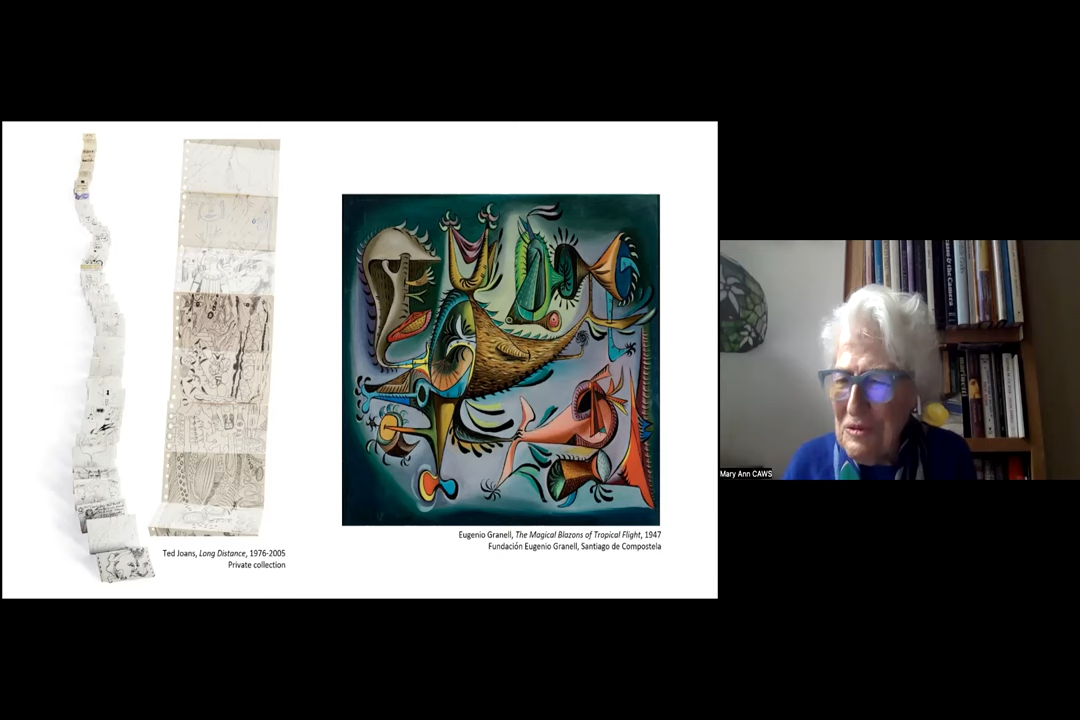 Ted Joans, Long Distance, 1976-2005
Private collection
Eugenio Granell, The Magical Blazons of Tropical Flight, 1947
Fundación Eugenio Granell, Santiago de Compostela
Mary Ann CAWS